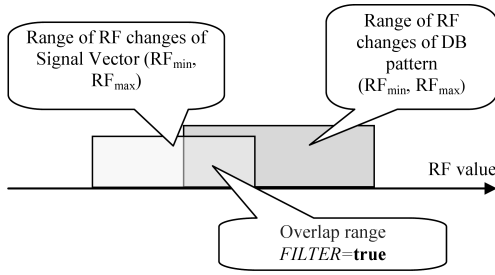 Range of RF changes of
Signal Vector (RFmin,
RFmax)
Range of RF
changes of DB
pattern
(RFmin, RFmax)
RF value
Overlap range
FILTER=true